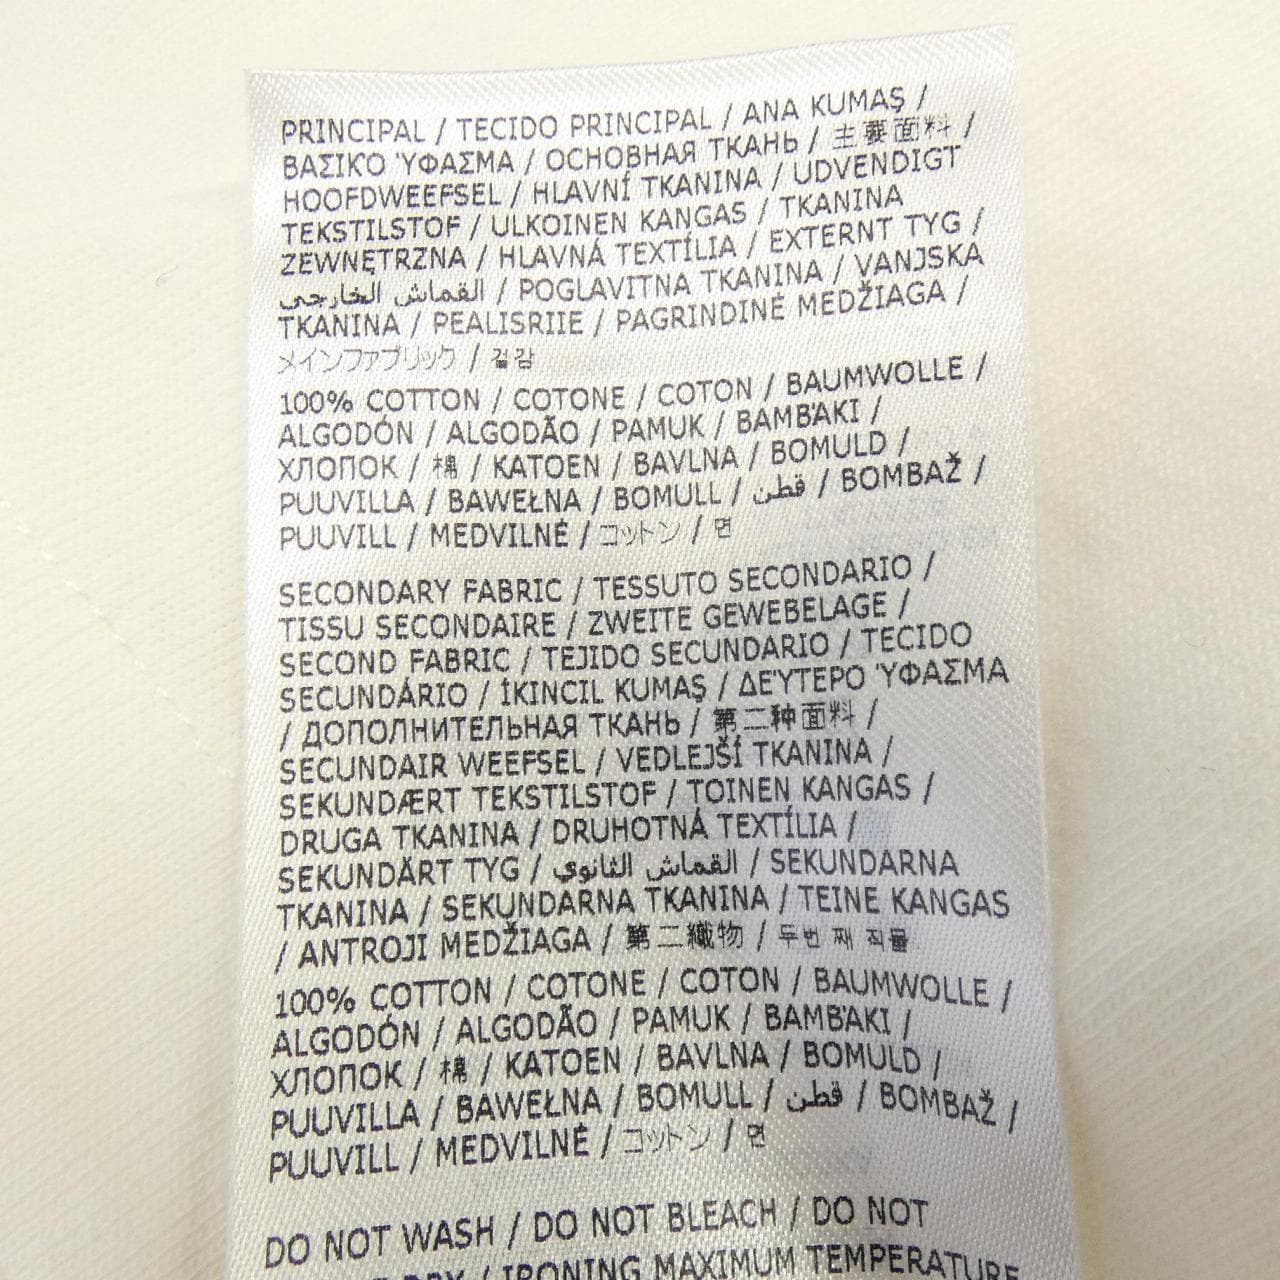 PRINCIPAL / TECIDO PRINCIPAL / ANA KUMAŞ /
ΒΑΣΙΚΟ ΎΦΑΣΜΑ / ОСНОВНАЯ ТКАНЬ / 主要面料 /
HOOFDWEEFSEL / HLAVNÍ TKANINA / UDVENDIGT
TEKSTILSTOF / ULKOINEN KANGAS / TKANINA
ZEWNĘTRZNA / HLAVNÁ TEXTÍLIA / EXTERNT TYG /
القماش الخارجي / POGLAVITNA TKANINA / VANJSKA
TKANINA / PEALISRIIE / PAGRINDINĖ MEDŽIAGA /
メインファブリック / 겉감
100% COTTON / COTONE / COTON / BAUMWOLLE /
ALGODÓN / ALGODÃO / PAMUK / ΒΑΜΒΆΚΙ /
ХЛОПОК / 棉 / KATOEN / BAVLNA / BOMULD /
PUUVILLA / BAWEŁNA / BOMULL / قطن / BOMBAŽ /
PUUVILL / MEDVILNĖ / コットン / 면
SECONDARY FABRIC / TESSUTO SECONDARIO /
TISSU SECONDAIRE / ZWEITE GEWEBELAGE /
SECOND FABRIC / TEJIDO SECUNDARIO / TECIDO
SECUNDÁRIO / İKINCIL KUMAŞ / ΔΕΎΤΕΡΟ ΎΦΑΣΜΑ
/ ДОПОЛНИТЕЛЬНАЯ ТКАНЬ / 第二种面料 /
SECUNDAIR WEEFSEL / VEDLEJŠÍ TKANINA /
SEKUNDÆRT TEKSTILSTOF / TOINEN KANGAS /
DRUGA TKANINA / DRUHOTNÁ TEXTÍLIA /
SEKUNDÄRT TYG / القماش الثانوي / SEKUNDARNA
TKANINA / SEKUNDARNA TKANINA / TEINE KANGAS
/ ANTROJI MEDŽIAGA / 第二織物 / 두번 째 직물
100% COTTON / COTONE / COTON / BAUMWOLLE /
ALGODÓN / ALGODÃO / PAMUK / ΒΑΜΒΆΚΙ /
ХЛОПОК / 棉 / KATOEN / BAVLNA / BOMULD /
PUUVILLA / BAWEŁNA / BOMULL / قطن / BOMBAŽ /
PUUVILL / MEDVILNĖ / コットン / 면
DO NOT WASH / DO NOT BLEACH / DO NOT
DRY / IRONING MAXIMUM TEMPERATURE